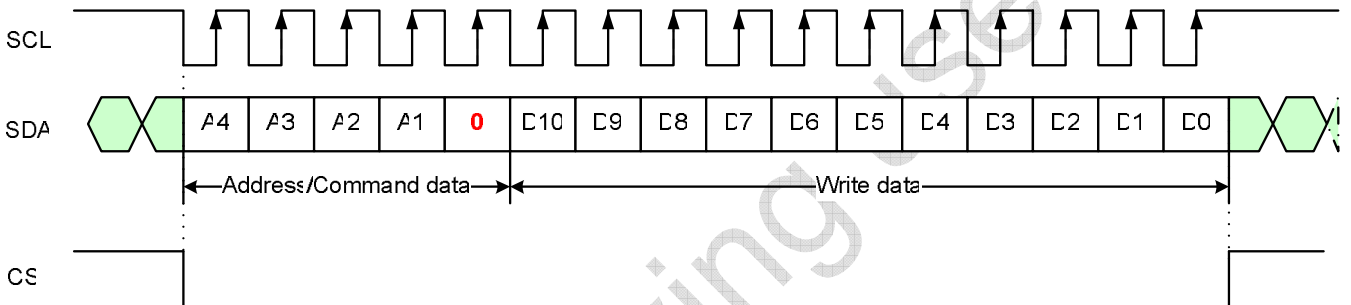 SCL
SDA A4 A3 A2 A1 0 D10 D9 D8 D7 D6 D5 D4 D3 D2 D1 D0
Address/Command data Write data
CS